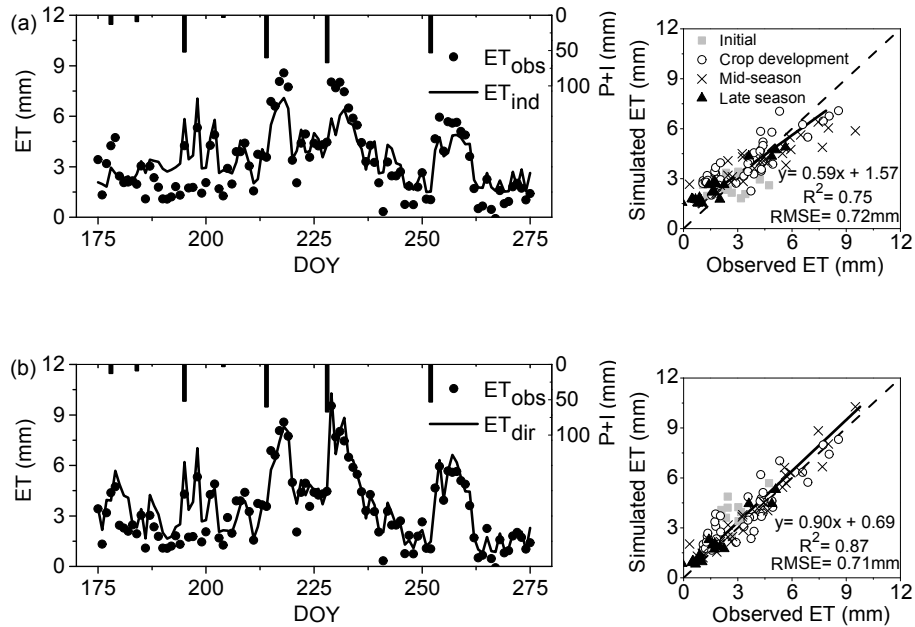 (a)
12
9
6
3
0
ET (mm)
175 200 225 250 275
DOY
0
50
100
P+I (mm)
ETobs
ETind
12
9
6
3
0
Simulated ET (mm)
Initial
Crop development
Mid-season
Late season
y= 0.59x + 1.57
R²= 0.75
RMSE= 0.72mm
0 3 6 9 12
Observed ET (mm)
(b)
12
9
6
3
0
ET (mm)
175 200 225 250 275
DOY
0
50
100
P+I (mm)
ETobs
ETdir
12
9
6
3
0
Simulated ET (mm)
y= 0.90x + 0.69
R²= 0.87
RMSE= 0.71mm
0 3 6 9 12
Observed ET (mm)